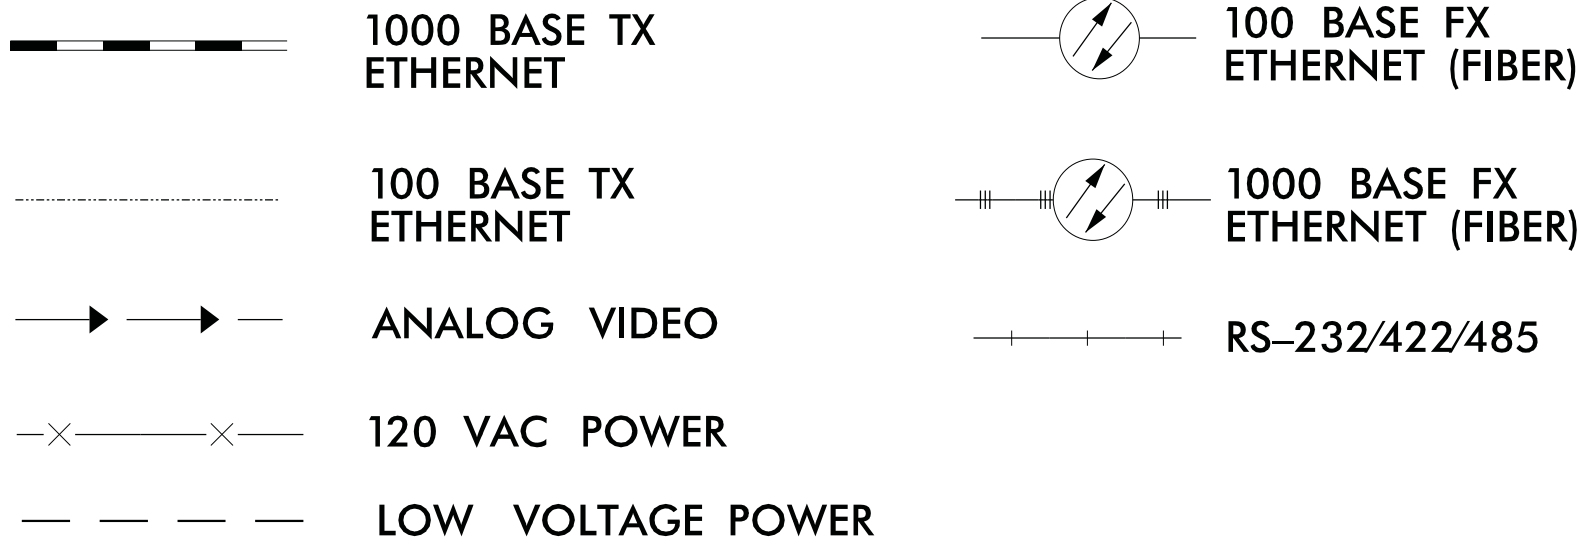 1000 BASE TX
ETHERNET
100 BASE TX
ETHERNET
ANALOG VIDEO
120 VAC POWER
LOW VOLTAGE POWER
100 BASE FX
ETHERNET (FIBER)
1000 BASE FX
ETHERNET (FIBER)
RS–232/422/485